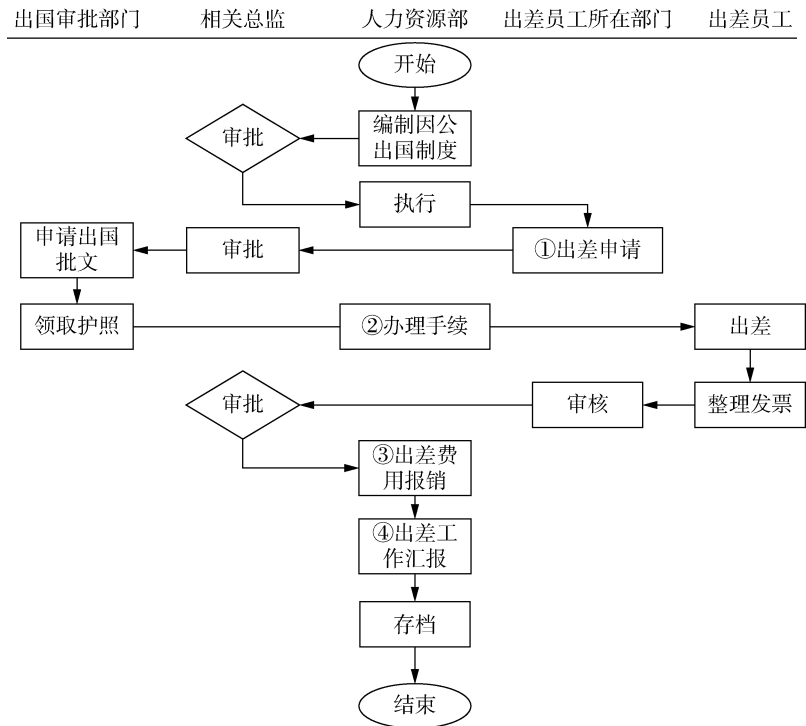 出国审批部门 相关总监 人力资源部 出差员工所在部门 出差员工
开始
审批
编制因公
出国制度
执行
申请出国
批文
审批
①出差申请
领取护照
②办理手续
出差
审批
审核
整理发票
③出差费
用报销
④出差工
作汇报
存档
结束